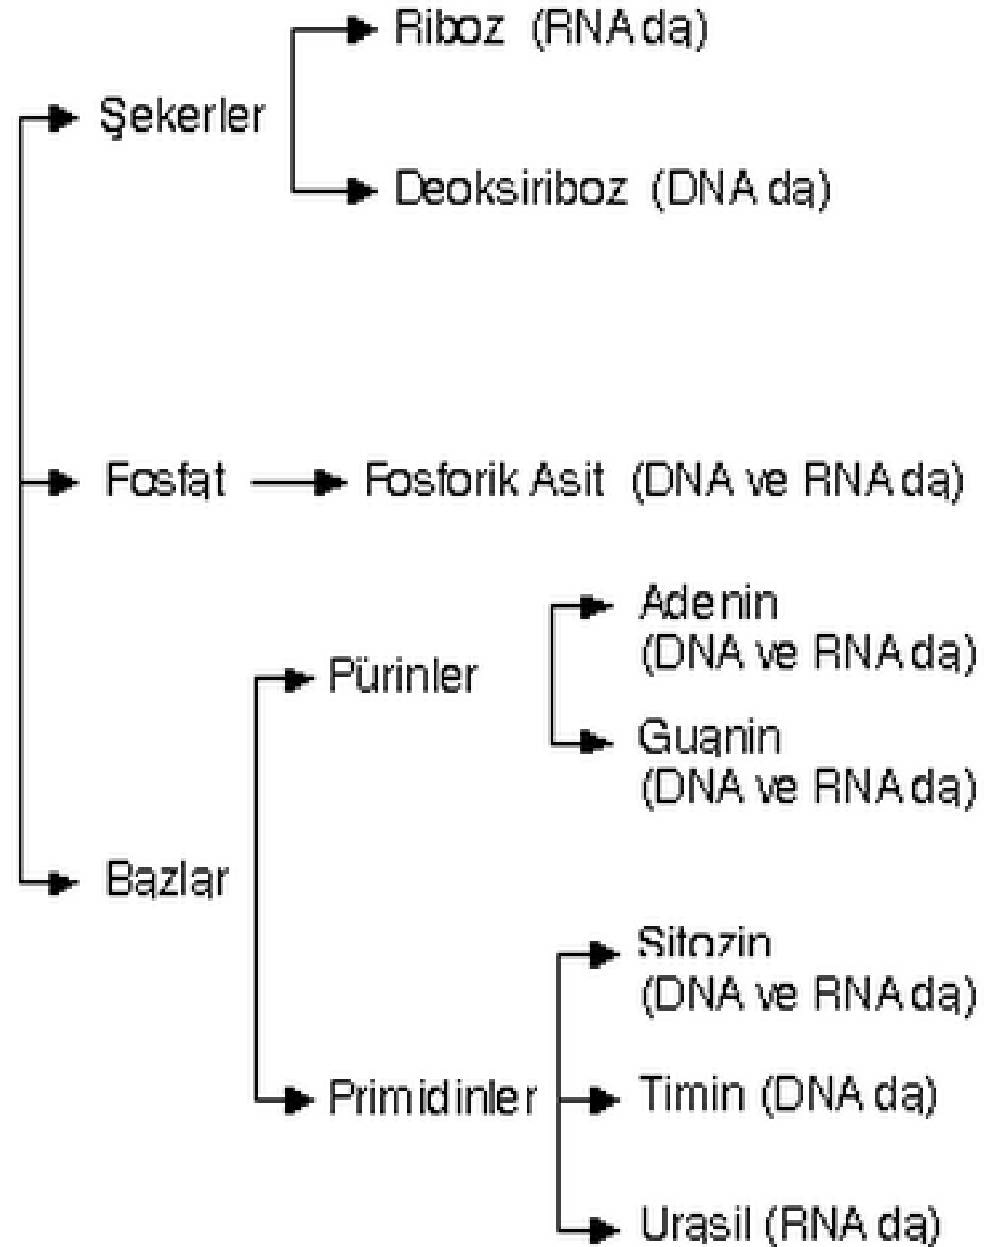 Riboz (RNA da)
Şekerler
Deoksiriboz (DNA da)
Fosfat
Fosforik Asit (DNA ve RNA da)
Adenin
(DNA ve RNA da)
Pürinler
Guanin
(DNA ve RNA da)
Bazlar
Sitozin
(DNA ve RNA da)
Primidinler
Timin (DNA da)
Urasil (RNA da)